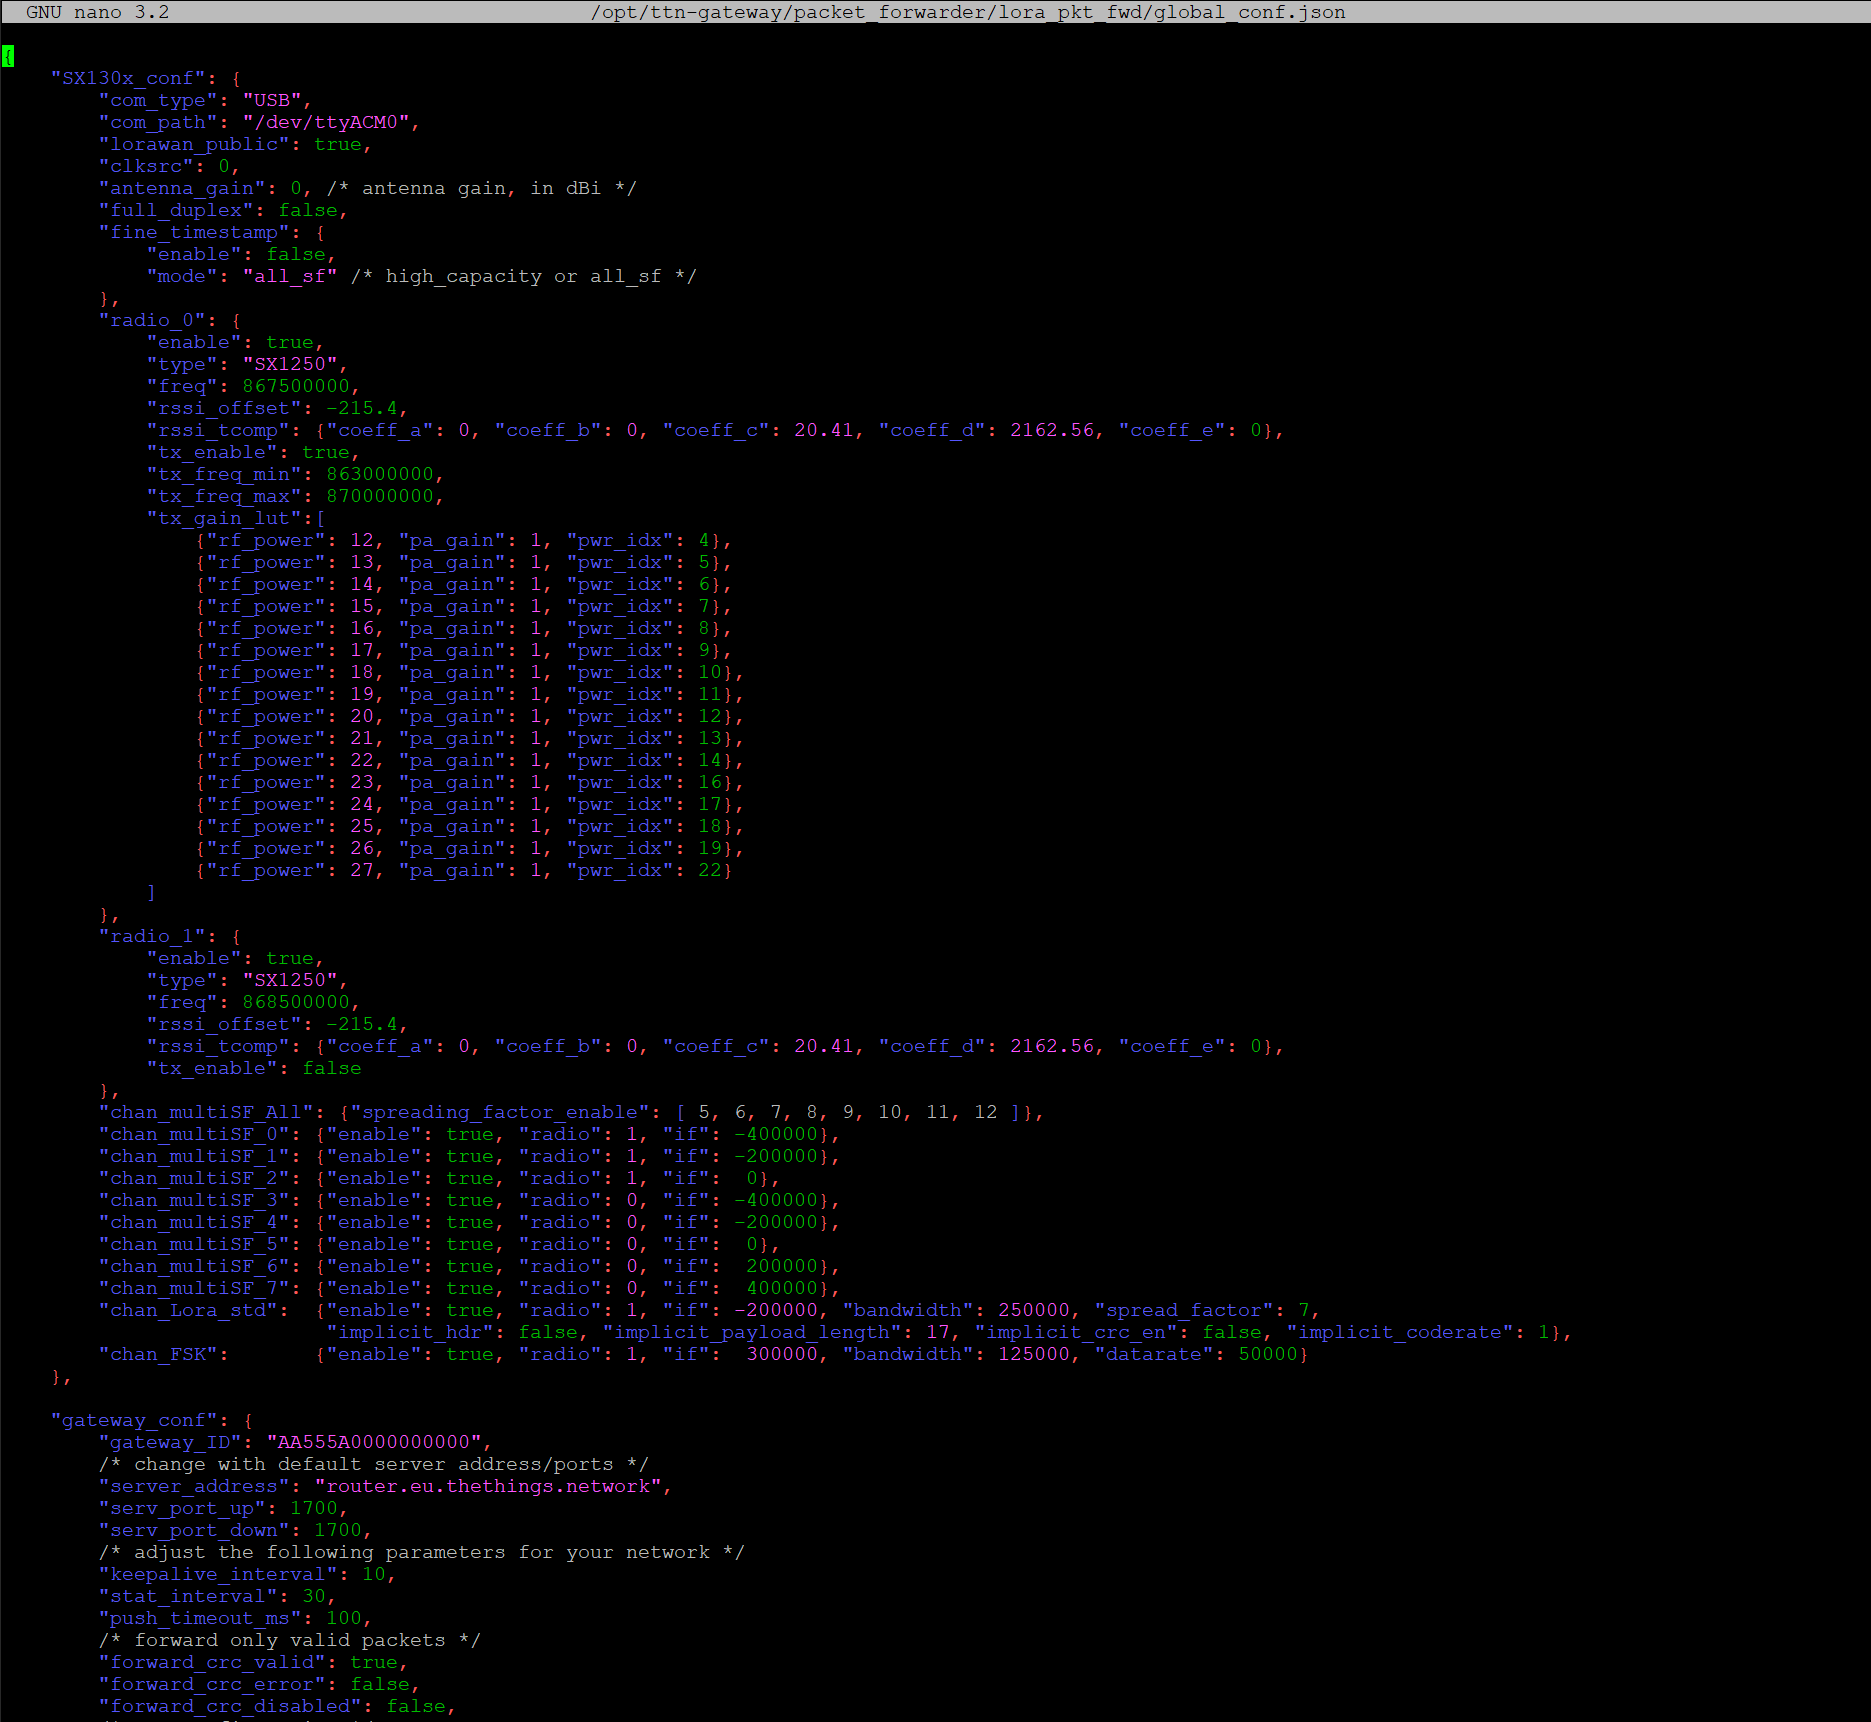 GNU nano 3.2 /opt/ttn-gateway/packet_forwarder/lora_pkt_fwd/global_conf.json
{
    "SX130x_conf": {
        "com_type": "USB",
        "com_path": "/dev/ttyACM0",
        "lorawan_public": true,
        "clksrc": 0,
        "antenna_gain": 0, /* antenna gain, in dBi */
        "full_duplex": false,
        "fine_timestamp": {
            "enable": false,
            "mode": "all_sf" /* high_capacity or all_sf */
        },
        "radio_0": {
            "enable": true,
            "type": "SX1250",
            "freq": 867500000,
            "rssi_offset": -215.4,
            "rssi_tcomp": {"coeff_a": 0, "coeff_b": 0, "coeff_c": 20.41, "coeff_d": 2162.56, "coeff_e": 0},
            "tx_enable": true,
            "tx_freq_min": 863000000,
            "tx_freq_max": 870000000,
            "tx_gain_lut":[
                {"rf_power": 12, "pa_gain": 1, "pwr_idx": 4},
                {"rf_power": 13, "pa_gain": 1, "pwr_idx": 5},
                {"rf_power": 14, "pa_gain": 1, "pwr_idx": 6},
                {"rf_power": 15, "pa_gain": 1, "pwr_idx": 7},
                {"rf_power": 16, "pa_gain": 1, "pwr_idx": 8},
                {"rf_power": 17, "pa_gain": 1, "pwr_idx": 9},
                {"rf_power": 18, "pa_gain": 1, "pwr_idx": 10},
                {"rf_power": 19, "pa_gain": 1, "pwr_idx": 11},
                {"rf_power": 20, "pa_gain": 1, "pwr_idx": 12},
                {"rf_power": 21, "pa_gain": 1, "pwr_idx": 13},
                {"rf_power": 22, "pa_gain": 1, "pwr_idx": 14},
                {"rf_power": 23, "pa_gain": 1, "pwr_idx": 16},
                {"rf_power": 24, "pa_gain": 1, "pwr_idx": 17},
                {"rf_power": 25, "pa_gain": 1, "pwr_idx": 18},
                {"rf_power": 26, "pa_gain": 1, "pwr_idx": 19},
                {"rf_power": 27, "pa_gain": 1, "pwr_idx": 22}
            ]
        },
        "radio_1": {
            "enable": true,
            "type": "SX1250",
            "freq": 868500000,
            "rssi_offset": -215.4,
            "rssi_tcomp": {"coeff_a": 0, "coeff_b": 0, "coeff_c": 20.41, "coeff_d": 2162.56, "coeff_e": 0},
            "tx_enable": false
        },
        "chan_multiSF_All": {"spreading_factor_enable": [ 5, 6, 7, 8, 9, 10, 11, 12 ]},
        "chan_multiSF_0": {"enable": true, "radio": 1, "if": -400000},
        "chan_multiSF_1": {"enable": true, "radio": 1, "if": -200000},
        "chan_multiSF_2": {"enable": true, "radio": 1, "if":  0},
        "chan_multiSF_3": {"enable": true, "radio": 0, "if": -400000},
        "chan_multiSF_4": {"enable": true, "radio": 0, "if": -200000},
        "chan_multiSF_5": {"enable": true, "radio": 0, "if":  0},
        "chan_multiSF_6": {"enable": true, "radio": 0, "if":  200000},
        "chan_multiSF_7": {"enable": true, "radio": 0, "if":  400000},
        "chan_Lora_std":  {"enable": true, "radio": 1, "if": -200000, "bandwidth": 250000, "spread_factor": 7,
                           "implicit_hdr": false, "implicit_payload_length": 17, "implicit_crc_en": false, "implicit_coderate": 1},
        "chan_FSK":       {"enable": true, "radio": 1, "if":  300000, "bandwidth": 125000, "datarate": 50000}
    },
    "gateway_conf": {
        "gateway_ID": "AA555A0000000000",
        /* change with default server address/ports */
        "server_address": "router.eu.thethings.network",
        "serv_port_up": 1700,
        "serv_port_down": 1700,
        /* adjust the following parameters for your network */
        "keepalive_interval": 10,
        "stat_interval": 30,
        "push_timeout_ms": 100,
        /* forward only valid packets */
        "forward_crc_valid": true,
        "forward_crc_error": false,
        "forward_crc_disabled": false,